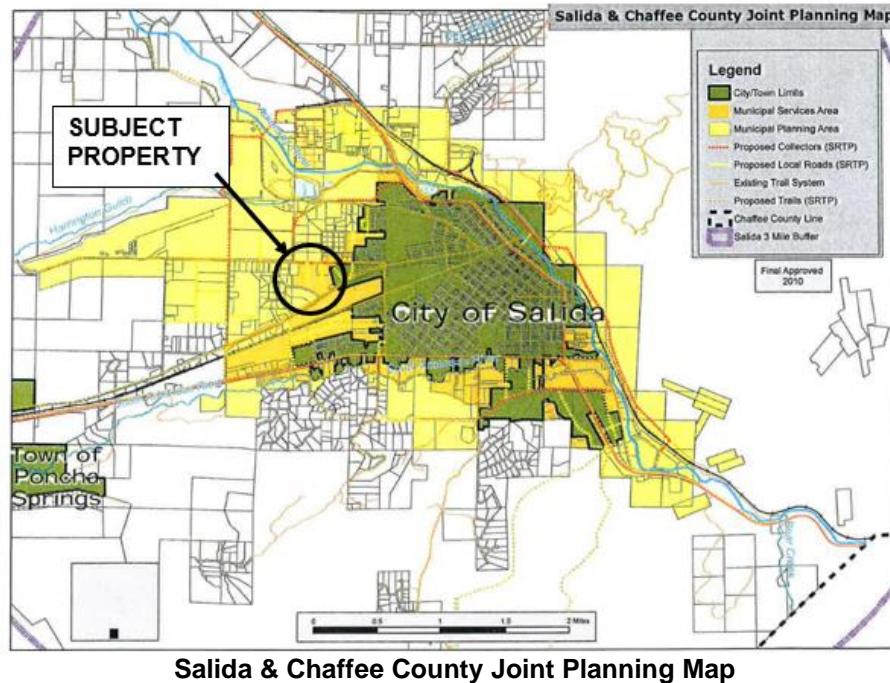 Salida & Chaffee County Joint Planning Map
Legend
City/Town Limits
Municipal Services Area
Municipal Planning Area
Proposed Collectors (SRTP)
Proposed Local Roads (SRTP)
Existing Trail System
Proposed Trails (SRTP)
Chaffee County Line
Salida 3 Mile Buffer
Final Approved
2010
SUBJECT
PROPERTY
Harrington Gulch
City of Salida
Town of
Poncha
Springs
Bear Creek
0 0.5 1 1.5 2 Miles
Salida & Chaffee County Joint Planning Map